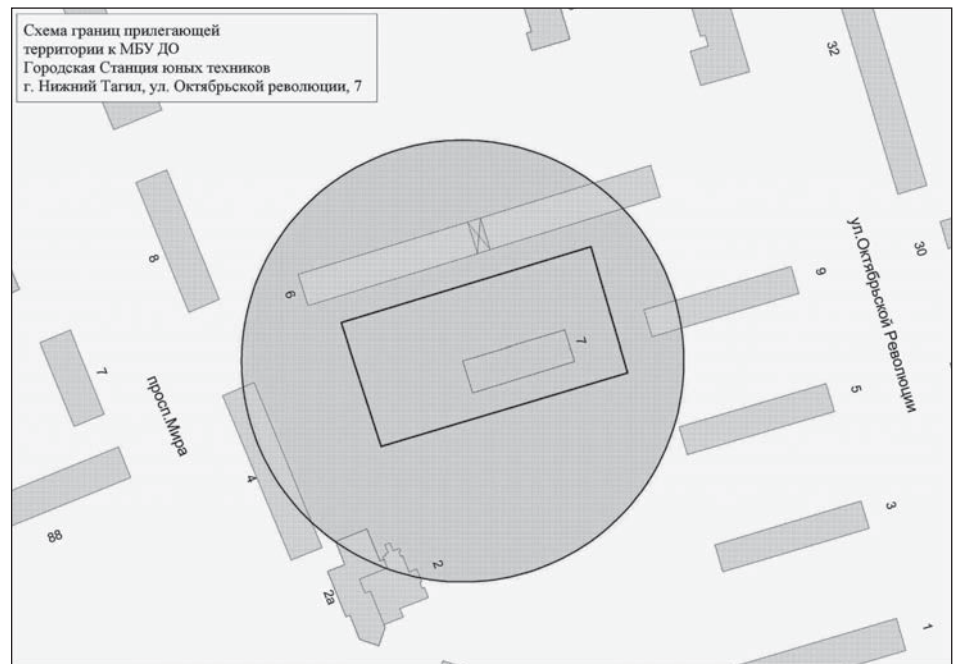 Схема границ прилегающей
территории к МБУ ДО
Городская Станция юных техников
г. Нижний Тагил, ул. Октябрьской революции, 7
32
8
6
30
9
7
ул.Октябрьской Революции
7
просп.Мира
5
4
3
88
2
2а
1